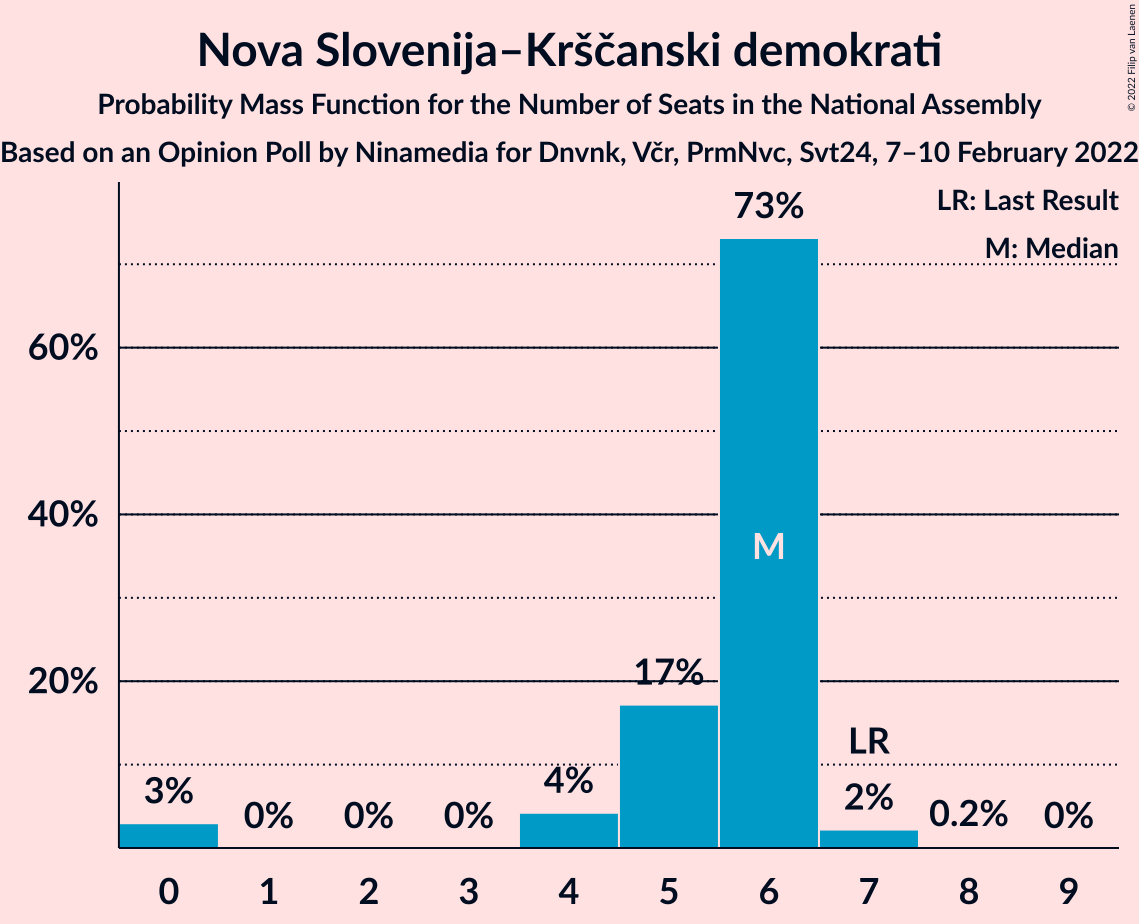 Nova Slovenija–Krščanski demokrati
Probability Mass Function for the Number of Seats in the National Assembly
Based on an Opinion Poll by Ninamedia for Dnvnk, Včr, PrmNvc, Svt24, 7–10 February 2022
© 2022 Filip van Laenen
LR: Last Result
M: Median
73%
60%
40%
M
20%
17%
LR
3%
0%
0%
0%
4%
2%
0.2%
0%
0 1 2 3 4 5 6 7 8 9